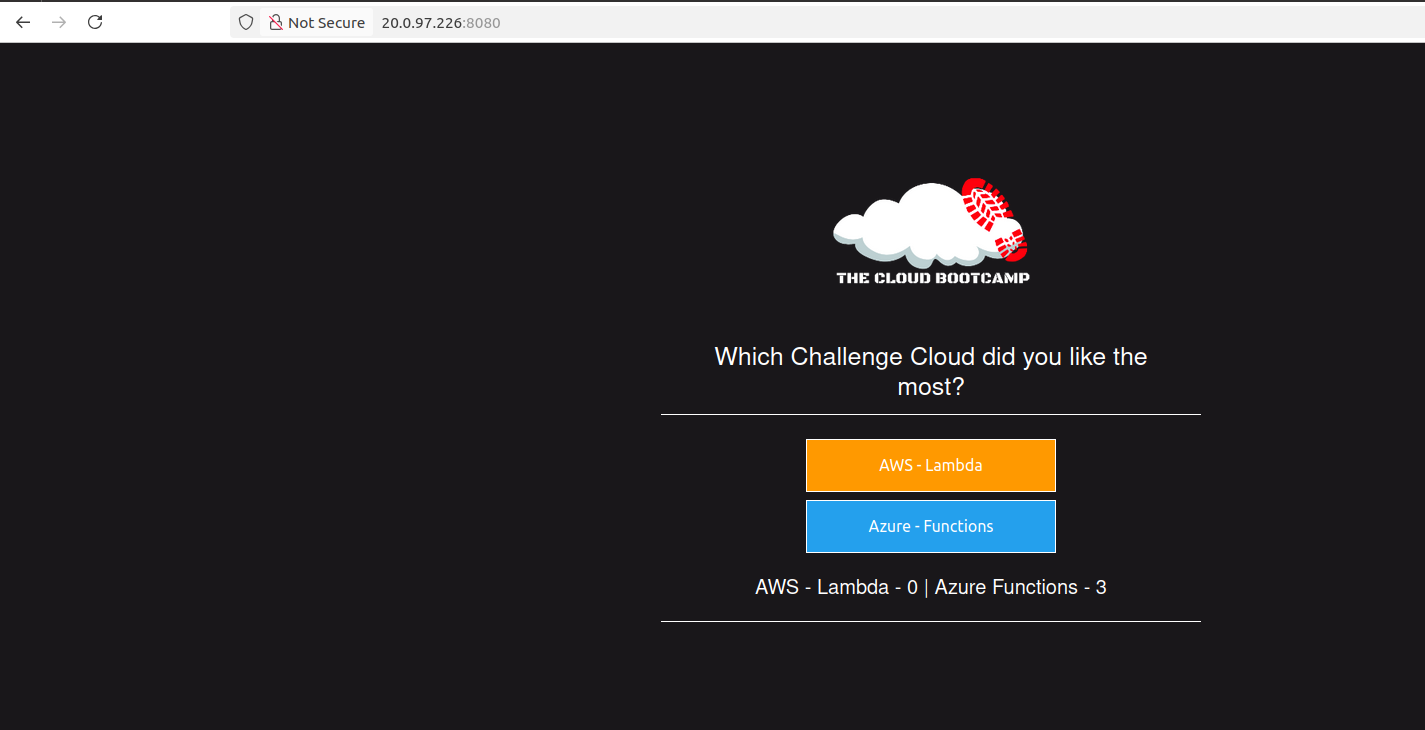 Not Secure 20.0.97.226:8080
THE CLOUD BOOTCAMP
Which Challenge Cloud did you like the
most?
AWS - Lambda
Azure - Functions
AWS - Lambda - 0 | Azure Functions - 3